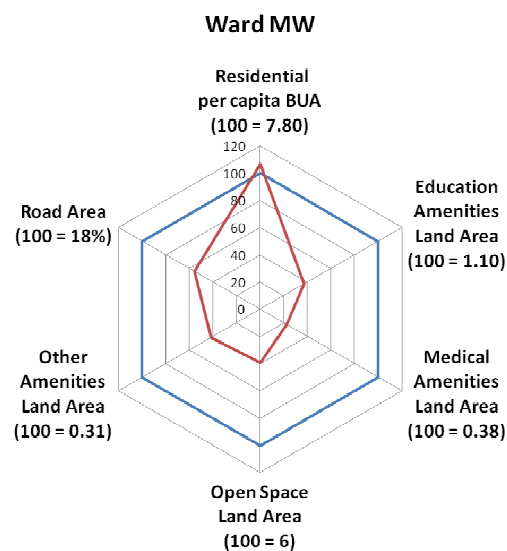 Ward MW
Residential
per capita BUA
(100 = 7.80)
120
100
80
60
40
20
0
Education
Amenities
Land Area
(100 = 1.10)
Medical
Amenities
Land Area
(100 = 0.38)
Open Space
Land Area
(100 = 6)
Other
Amenities
Land Area
(100 = 0.31)
Road Area
(100 = 18%)